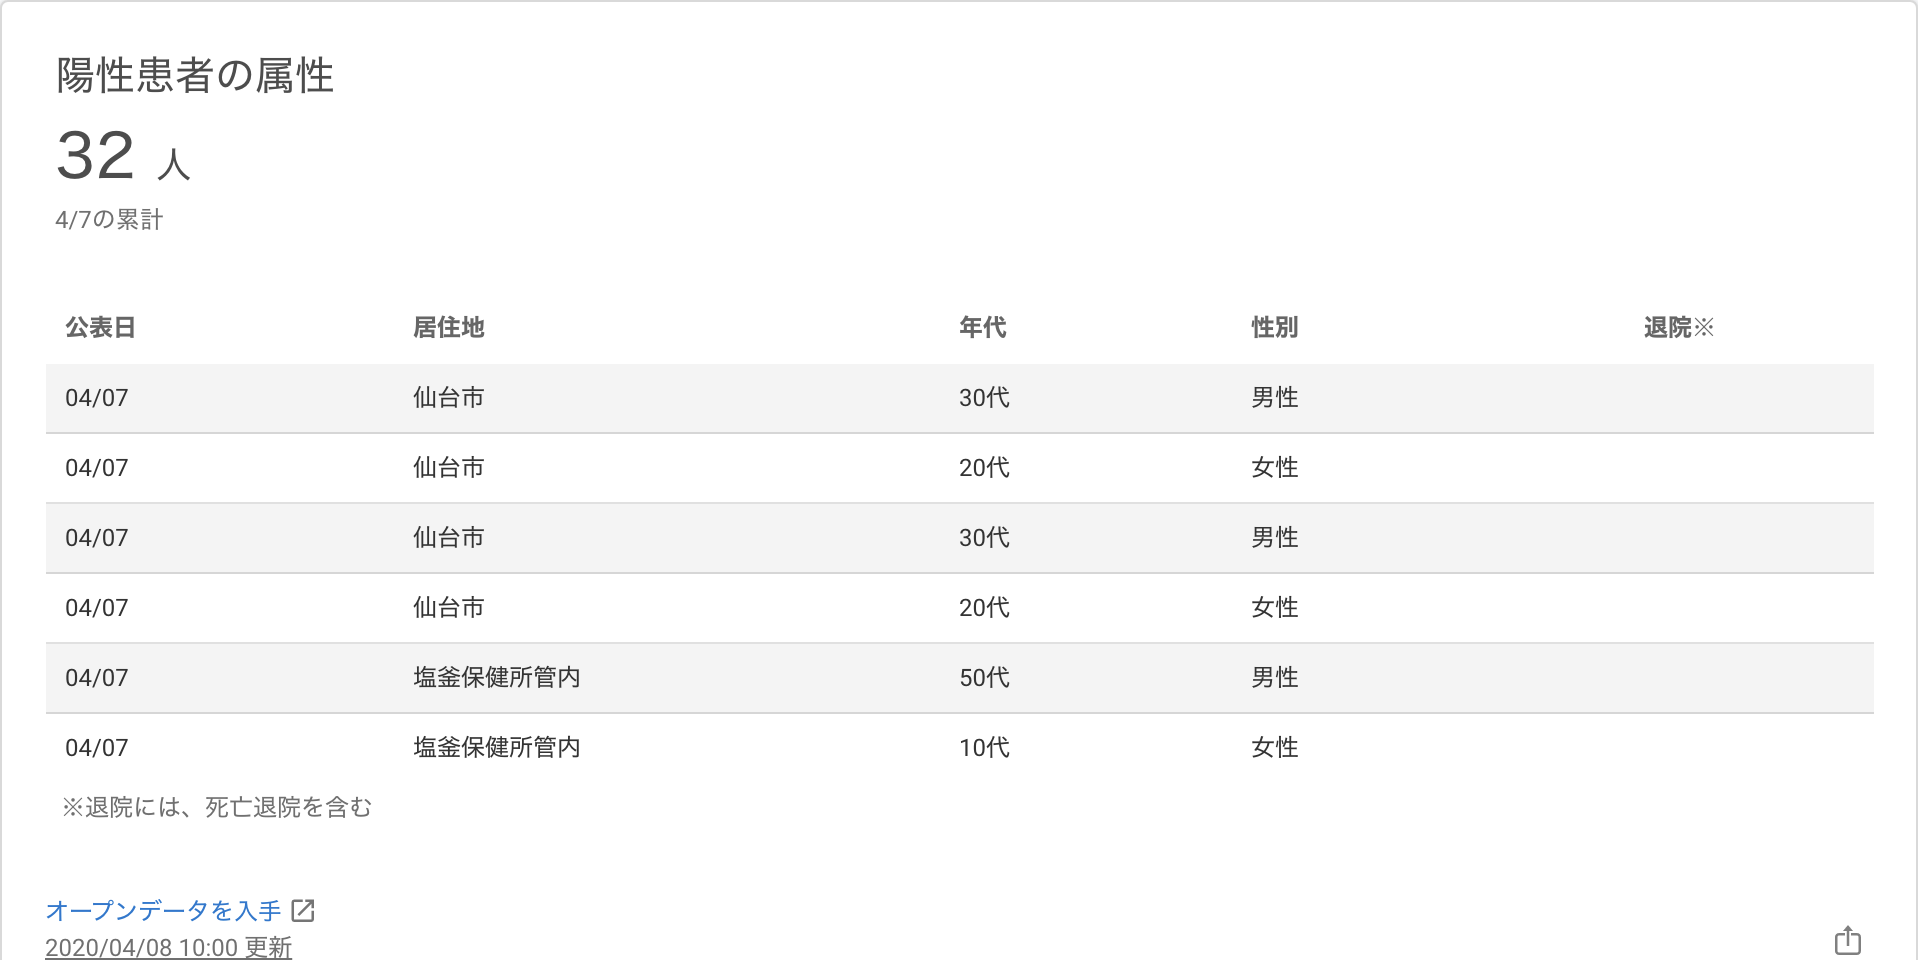 陽性患者の属性
32 人
4/7の累計
公表日 居住地 年代 性別 退院※
04/07 仙台市 30代 男性
04/07 仙台市 20代 女性
04/07 仙台市 30代 男性
04/07 仙台市 20代 女性
04/07 塩釜保健所管内 50代 男性
04/07 塩釜保健所管内 10代 女性
※退院には、死亡退院を含む
オープンデータを入手
2020/04/08 10:00 更新